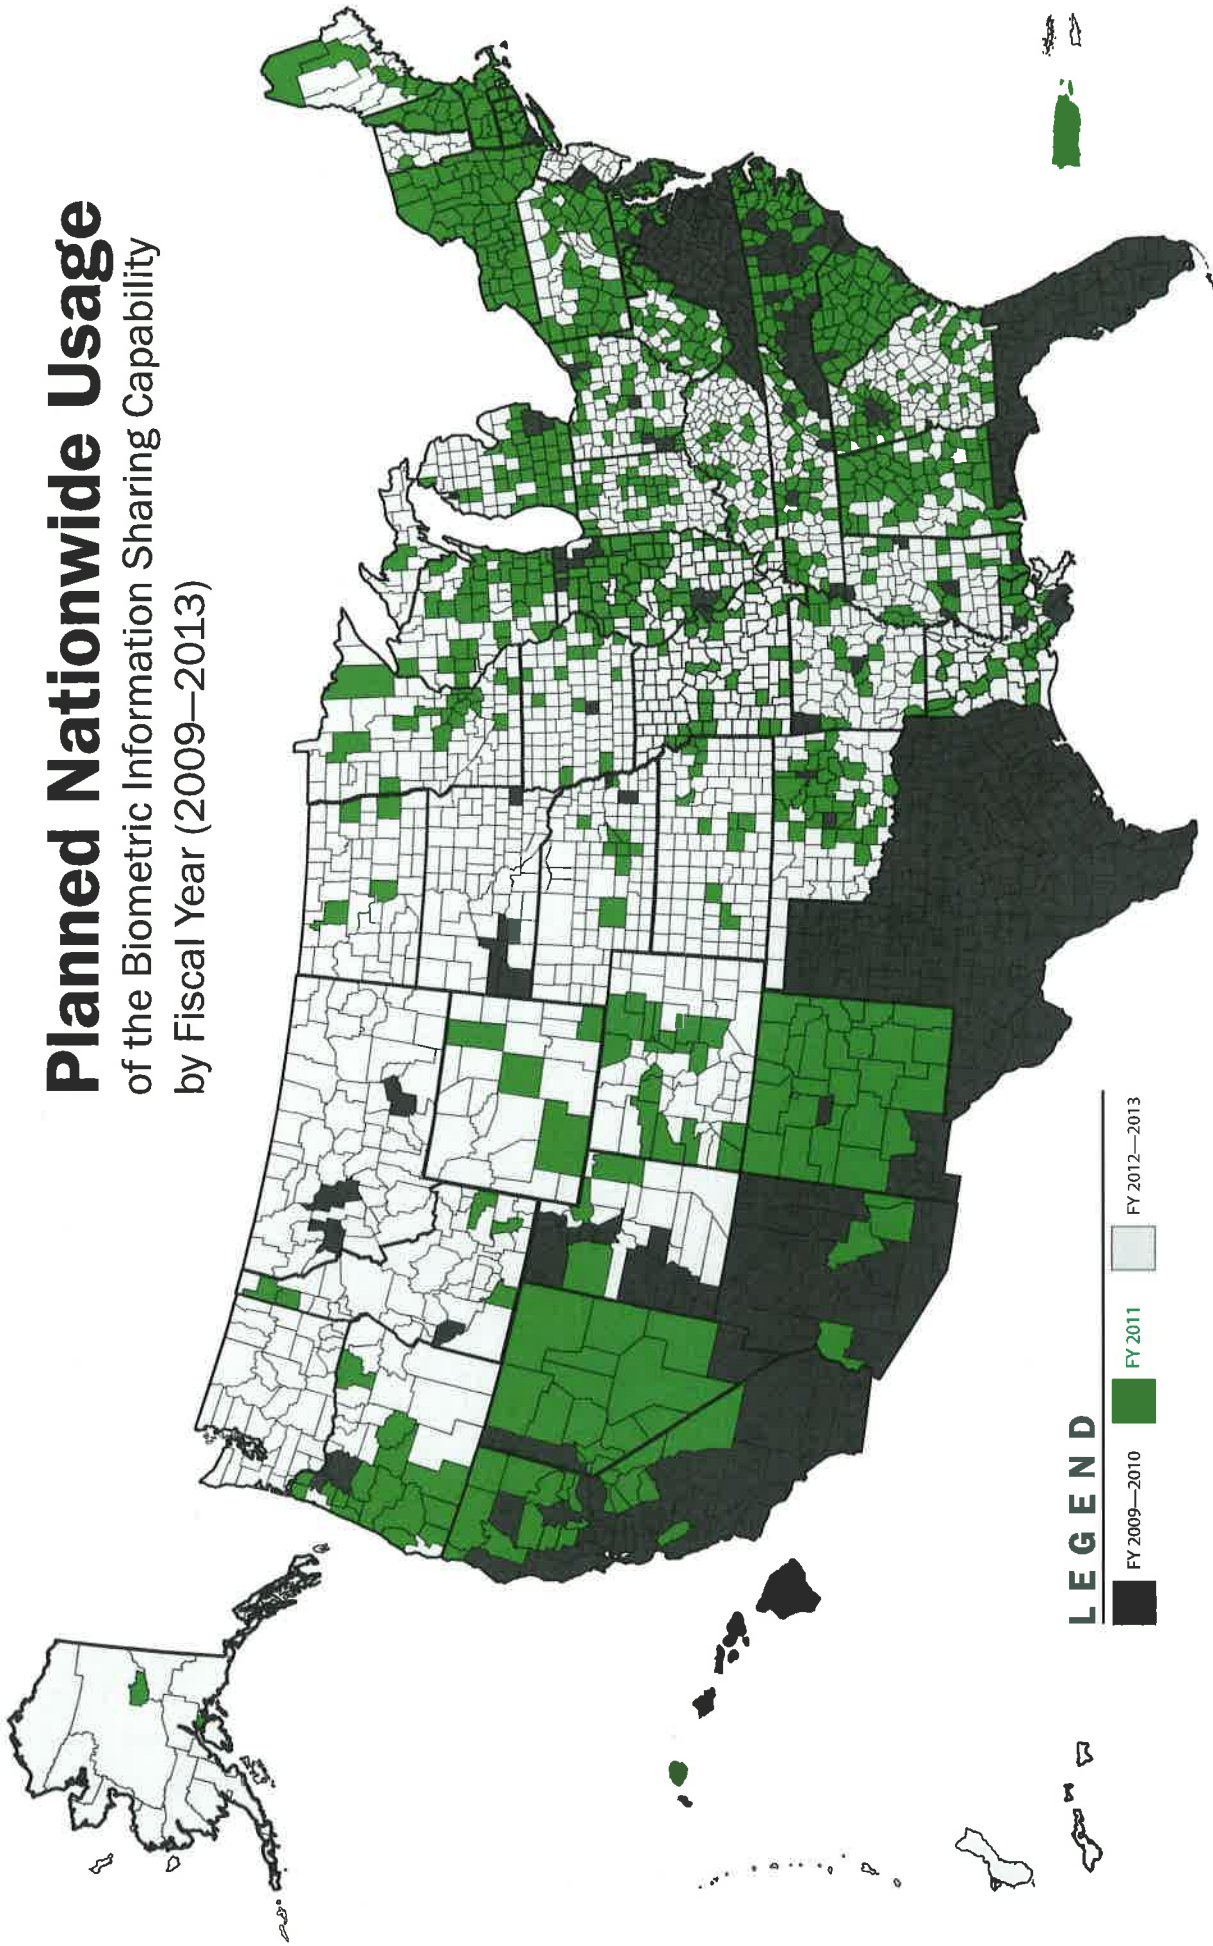 Planned Nationwide Usage
of the Biometric Information Sharing Capability
by Fiscal Year (2009—2013)
LEGEND
FY 2009—2010
FY 2011
FY 2012—2013